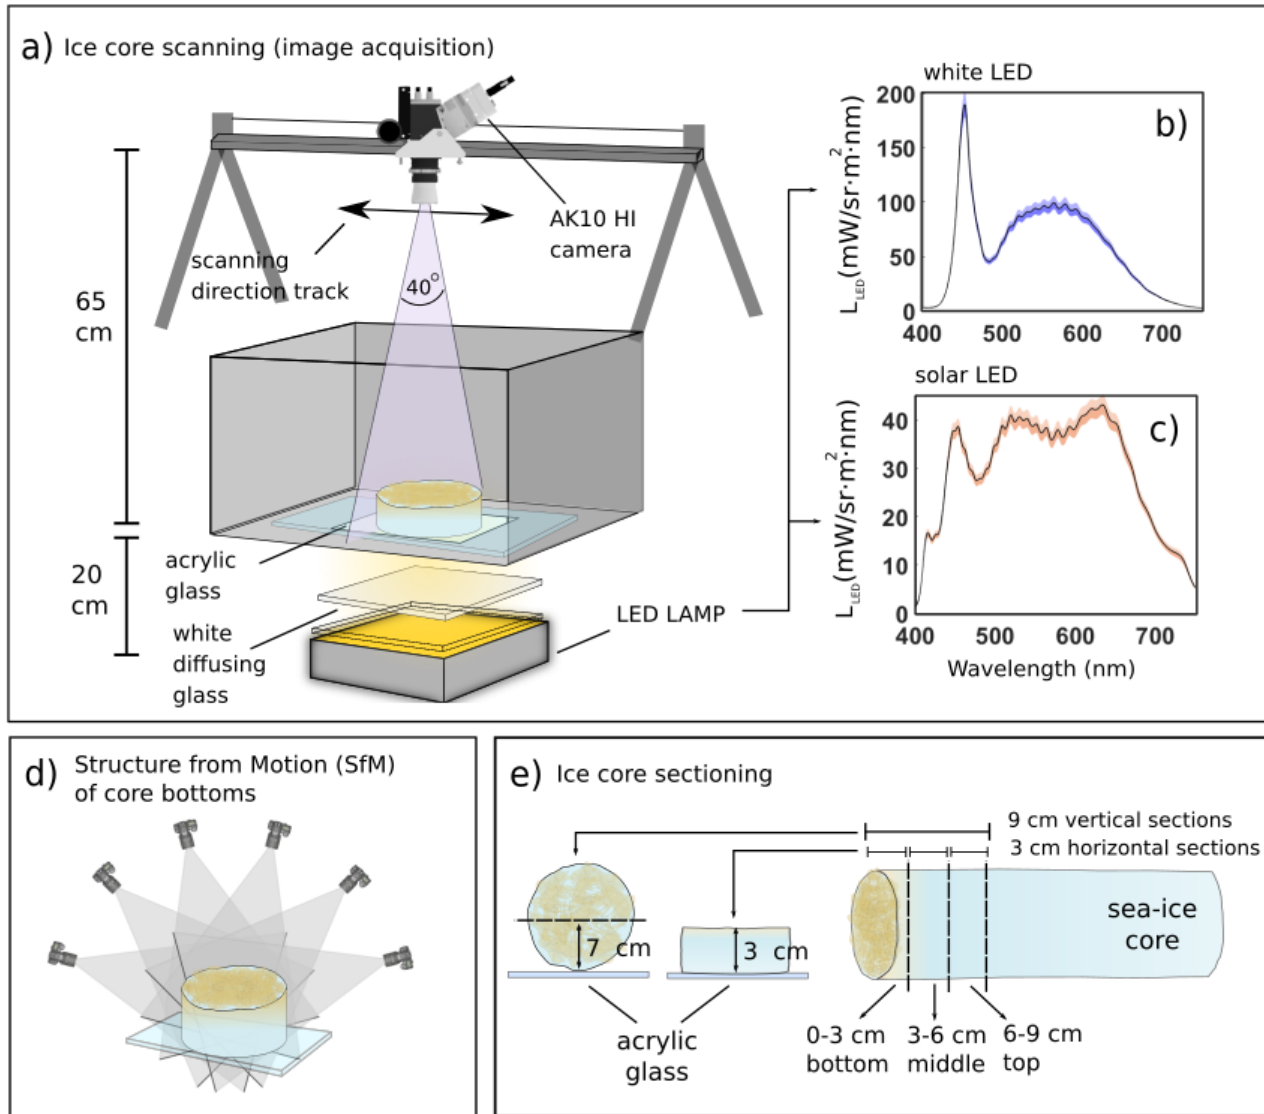 a) Ice core scanning (image acquisition)
65
cm
20
cm
scanning
direction track
40°
AK10 HI
camera
acrylic
glass
white
diffusing
glass
LED LAMP
white LED
b)
L_LED(mW/sr·m²·nm)
200
150
100
50
0
400 500 600 700
solar LED
c)
L_LED(mW/sr·m²·nm)
40
30
20
10
0
400 500 600 700
Wavelength (nm)
d) Structure from Motion (SfM)
of core bottoms
e) Ice core sectioning
9 cm vertical sections
3 cm horizontal sections
7 cm
3 cm
sea-ice
core
acrylic
glass
0-3 cm
bottom
3-6 cm
middle
6-9 cm
top